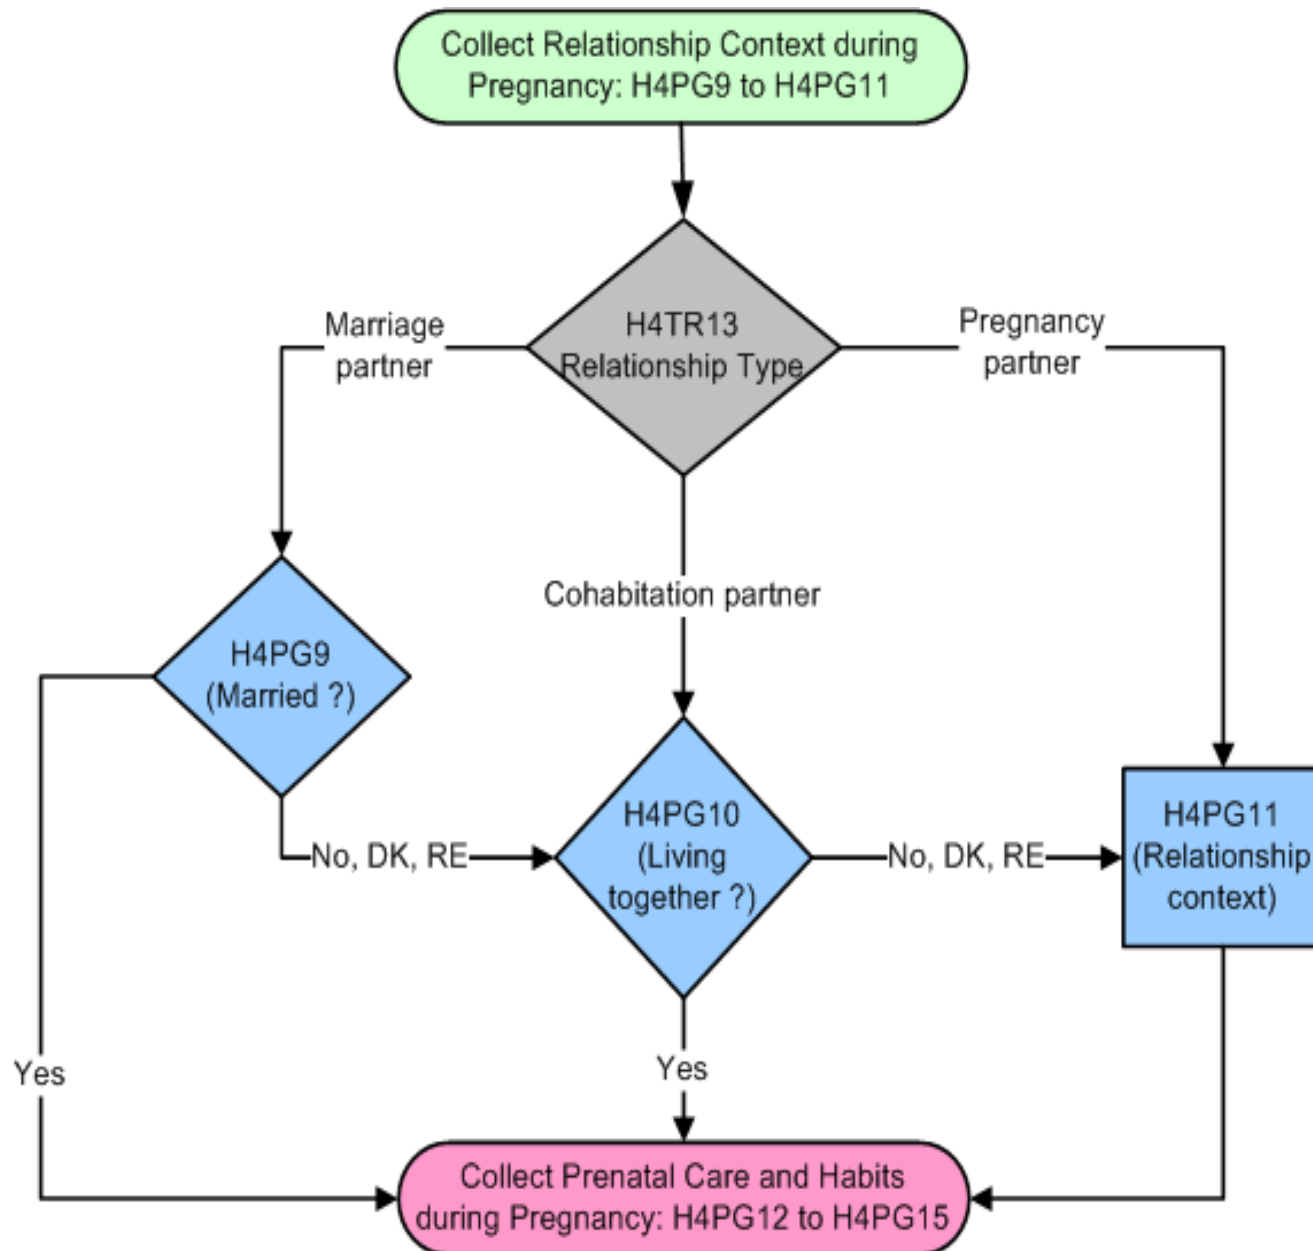 Collect Relationship Context during
Pregnancy: H4PG9 to H4PG11
Marriage
partner
H4TR13
Relationship Type
Pregnancy
partner
Cohabitation partner
H4PG9
(Married ?)
No, DK, RE
H4PG10
(Living
together ?)
No, DK, RE
H4PG11
(Relationship
context)
Yes
Yes
Collect Prenatal Care and Habits
during Pregnancy: H4PG12 to H4PG15